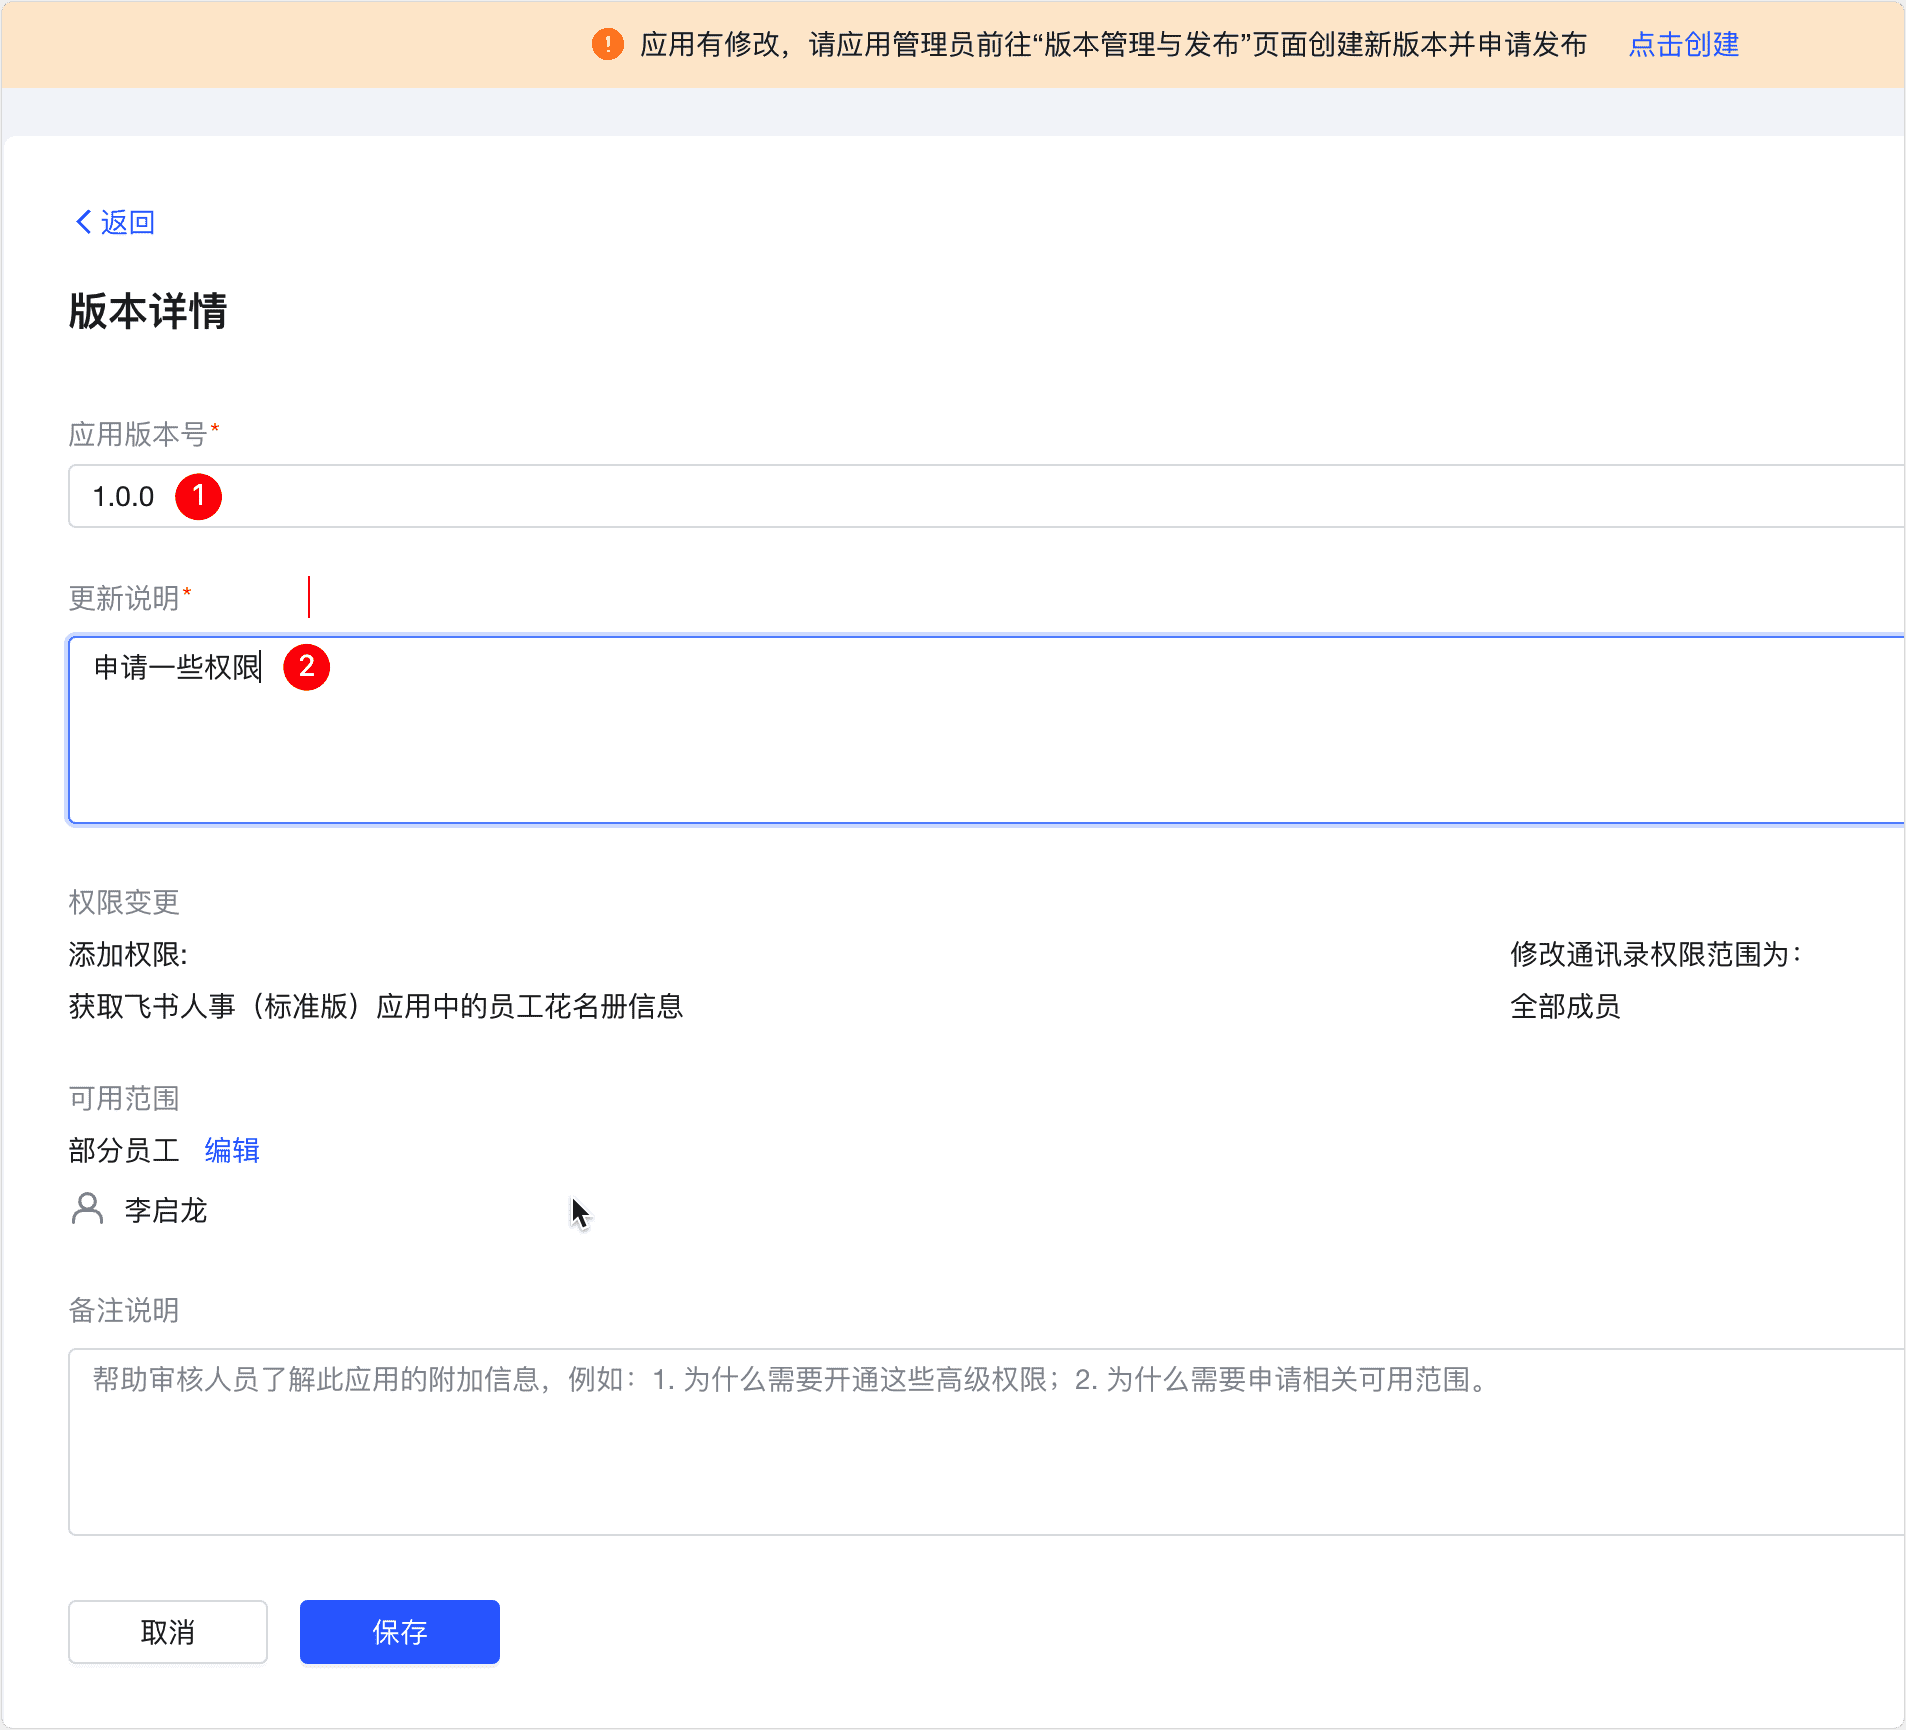 应用有修改，请应用管理员前往“版本管理与发布”页面创建新版本并申请发布 点击创建
返回
版本详情
应用版本号*
1.0.0 1
更新说明*
申请一些权限 2
权限变更
添加权限: 修改通讯录权限范围为：
获取飞书人事（标准版）应用中的员工花名册信息 全部成员
可用范围
部分员工 编辑
李启龙
备注说明
帮助审核人员了解此应用的附加信息，例如：1. 为什么需要开通这些高级权限；2. 为什么需要申请相关可用范围。
取消 保存